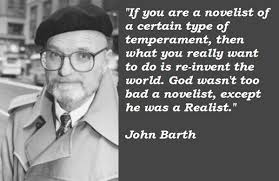 "If you are a novelist of
a certain type of
temperament, then
what you really want
to do is re-invent the
world. God wasn't too
bad a novelist, except
he was a Realist."
John Barth